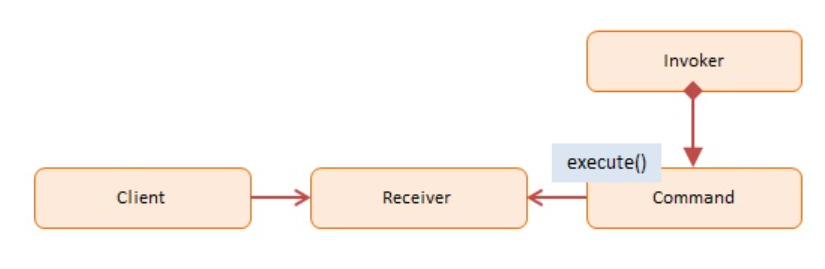 Invoker
execute()
Client
Receiver
Command